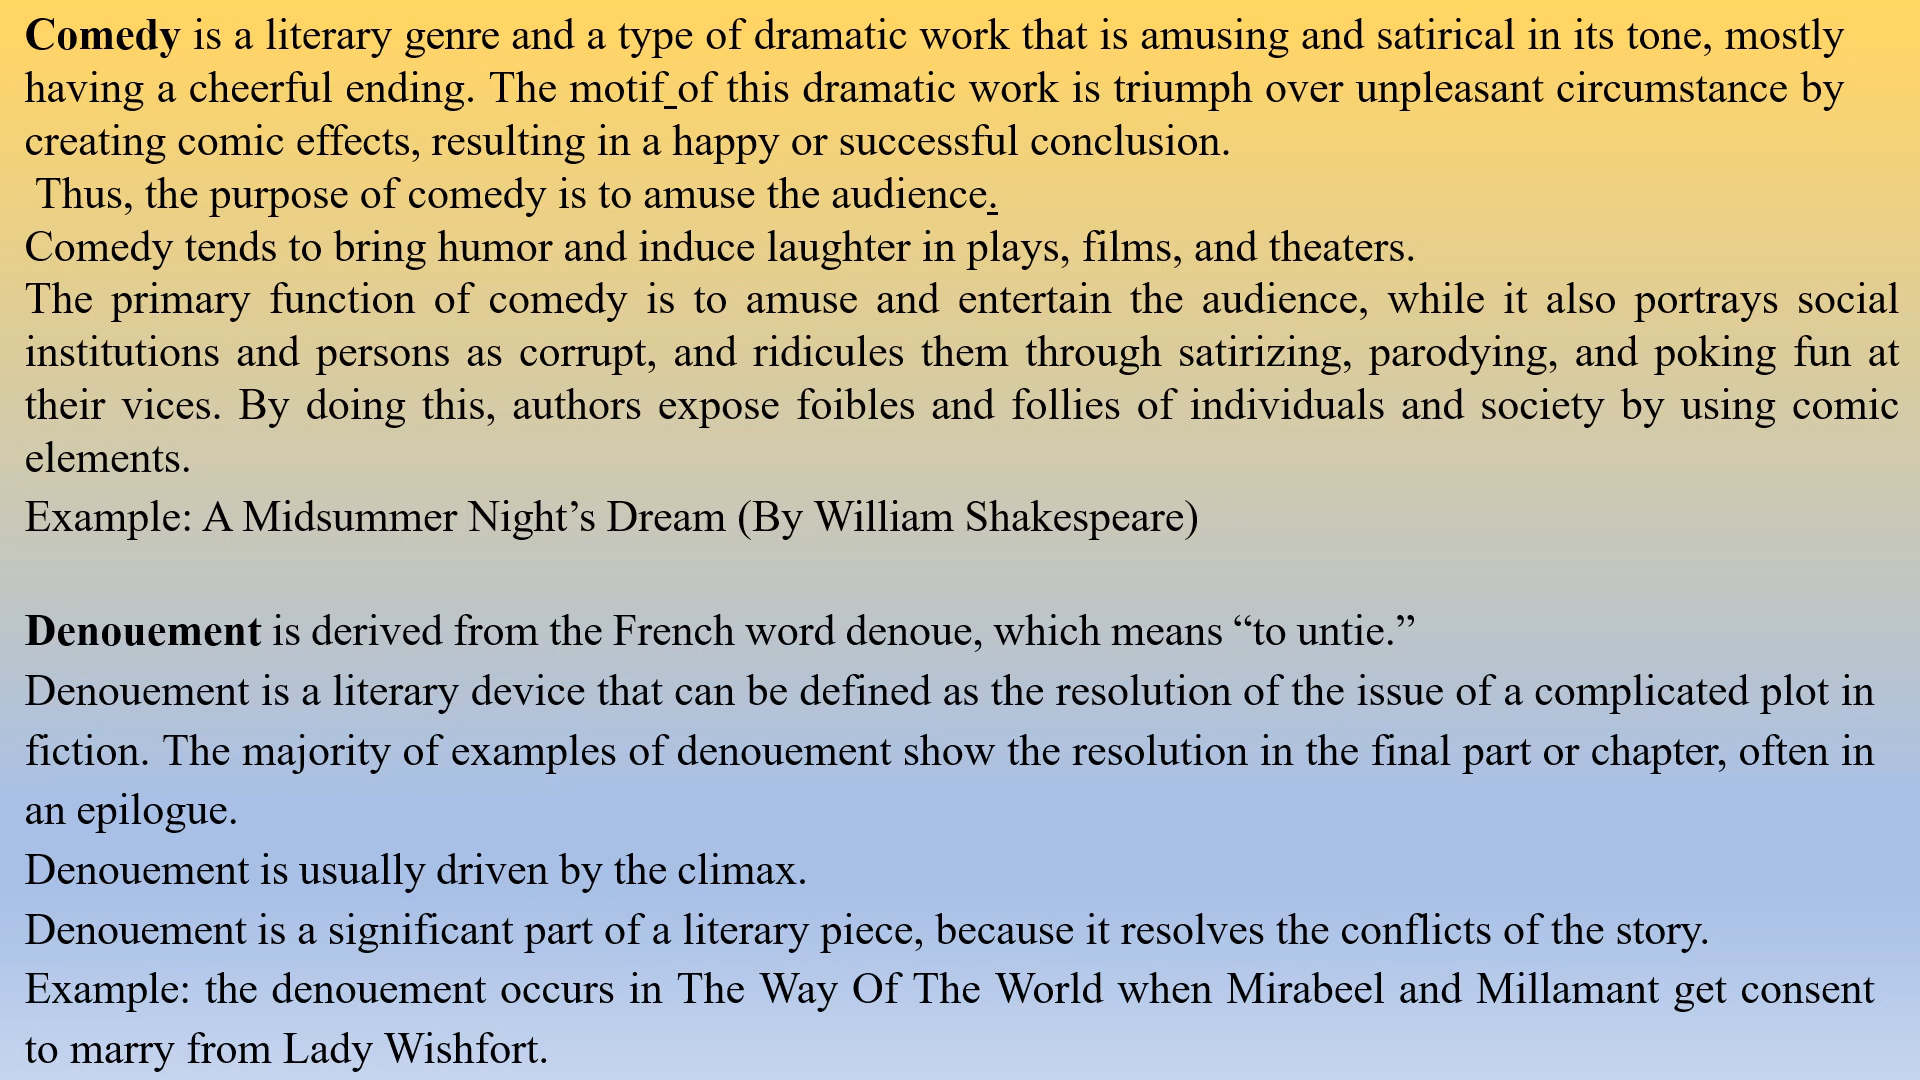 Comedy is a literary genre and a type of dramatic work that is amusing and satirical in its tone, mostly
having a cheerful ending. The motif of this dramatic work is triumph over unpleasant circumstance by
creating comic effects, resulting in a happy or successful conclusion.
Thus, the purpose of comedy is to amuse the audience.
Comedy tends to bring humor and induce laughter in plays, films, and theaters.
The primary function of comedy is to amuse and entertain the audience, while it also portrays social
institutions and persons as corrupt, and ridicules them through satirizing, parodying, and poking fun at
their vices. By doing this, authors expose foibles and follies of individuals and society by using comic
elements.
Example: A Midsummer Night’s Dream (By William Shakespeare)
Denouement is derived from the French word denoue, which means “to untie.”
Denouement is a literary device that can be defined as the resolution of the issue of a complicated plot in
fiction. The majority of examples of denouement show the resolution in the final part or chapter, often in
an epilogue.
Denouement is usually driven by the climax.
Denouement is a significant part of a literary piece, because it resolves the conflicts of the story.
Example: the denouement occurs in The Way Of The World when Mirabeel and Millamant get consent
to marry from Lady Wishfort.